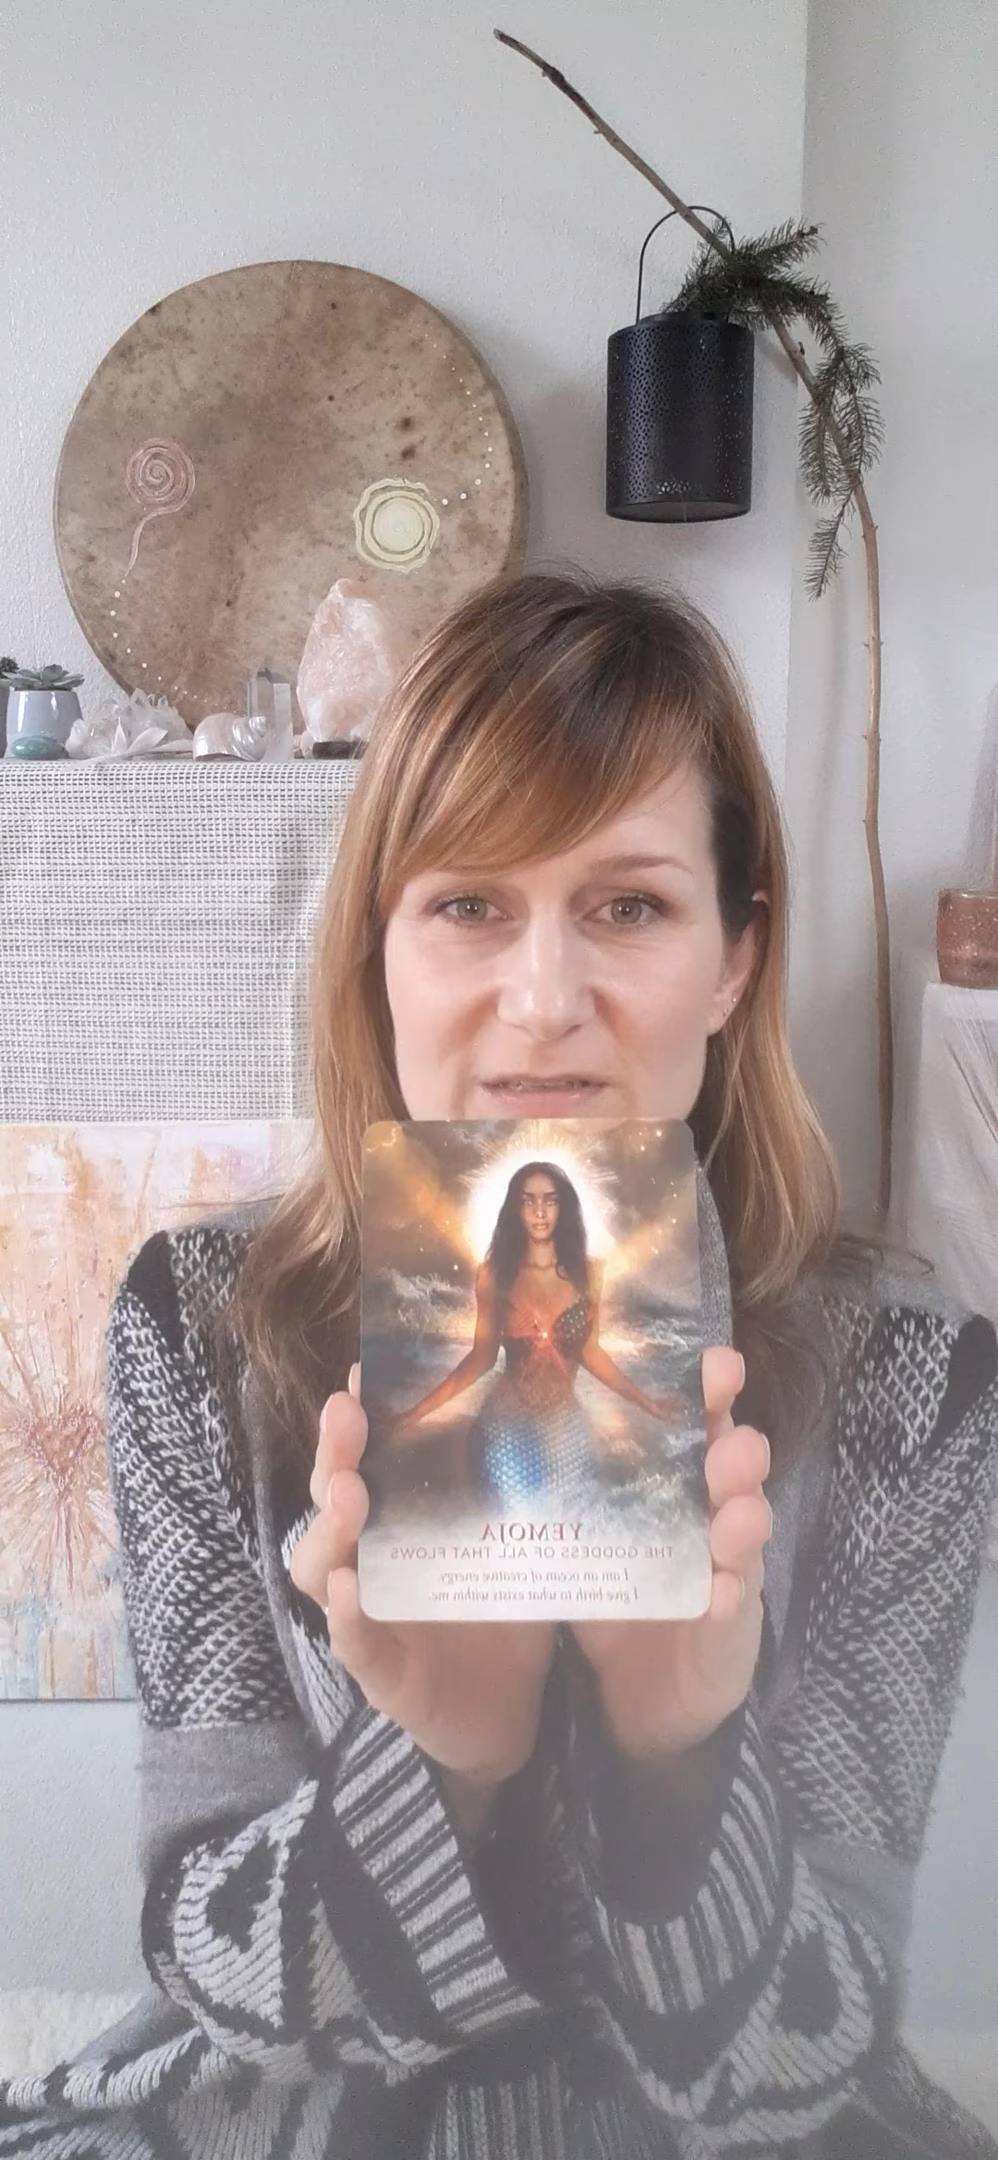 YEMOJA
THE GODDESS OF ALL THAT FLOWS
I am an ocean of creative energy.
I give birth to what exists within me.